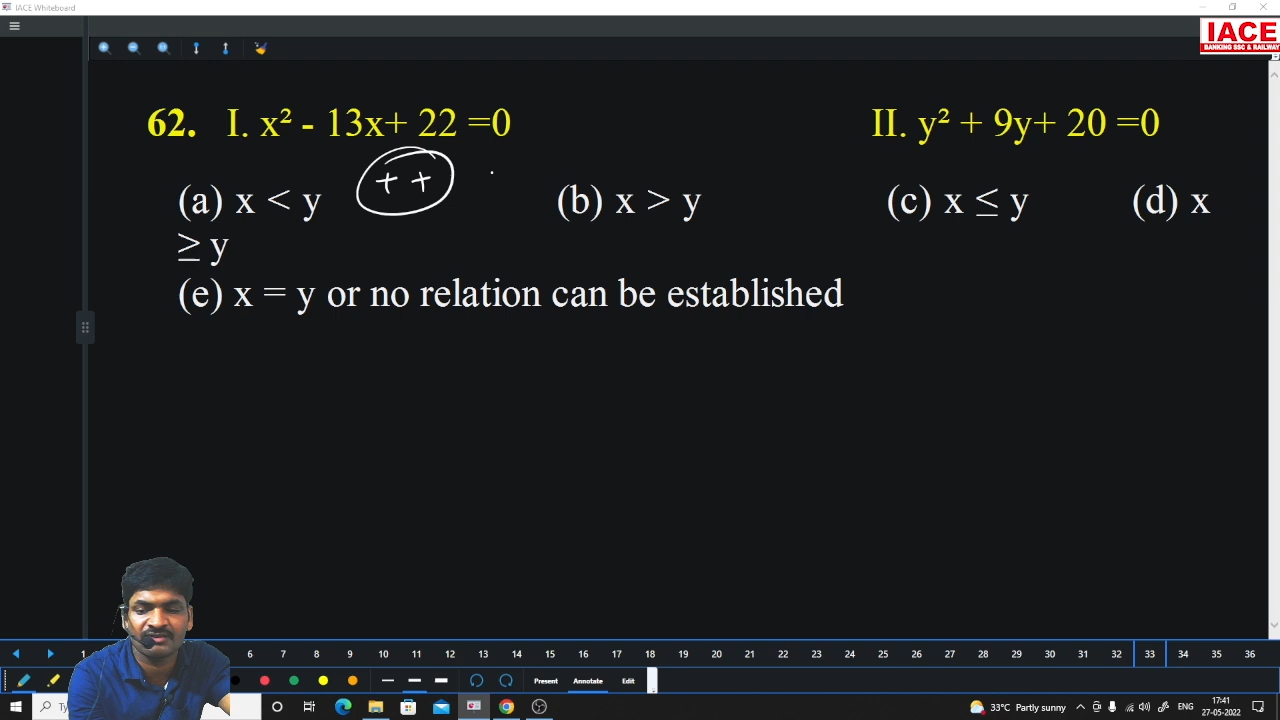 IACE Whiteboard
IACE
BANKING SSC & RAILWAY
62. I. x² - 13x+ 22 =0 II. y² + 9y+ 20 =0
+ +
(a) x < y (b) x > y (c) x ≤ y (d) x
≥ y
(e) x = y or no relation can be established
1 6 7 8 9 10 11 12 13 14 15 16 17 18 19 20 21 22 23 24 25 26 27 28 29 30 31 32 33 34 35 36
Present Annotate Edit
Ty 33°C Partly sunny ENG 17:41
27-05-2022